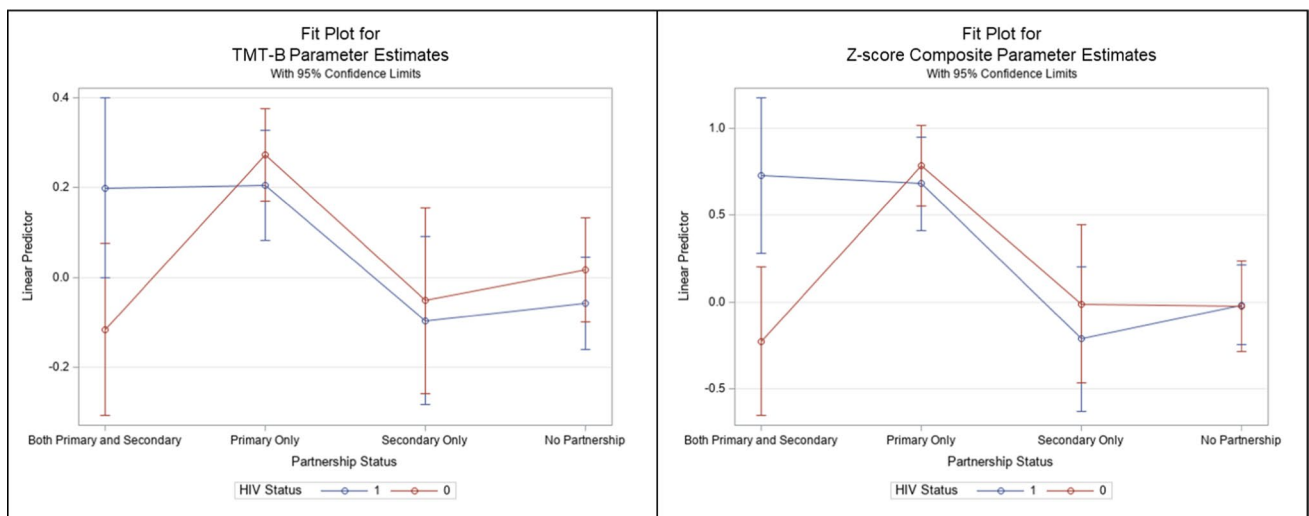 Fit Plot for
TMT-B Parameter Estimates
With 95% Confidence Limits
0.4
0.2
0.0
-0.2
Linear Predictor
Both Primary and Secondary
Primary Only
Secondary Only
No Partnership
Partnership Status
HIV Status 1 0
Fit Plot for
Z-score Composite Parameter Estimates
With 95% Confidence Limits
1.0
0.5
0.0
-0.5
Linear Predictor
Both Primary and Secondary
Primary Only
Secondary Only
No Partnership
Partnership Status
HIV Status 1 0